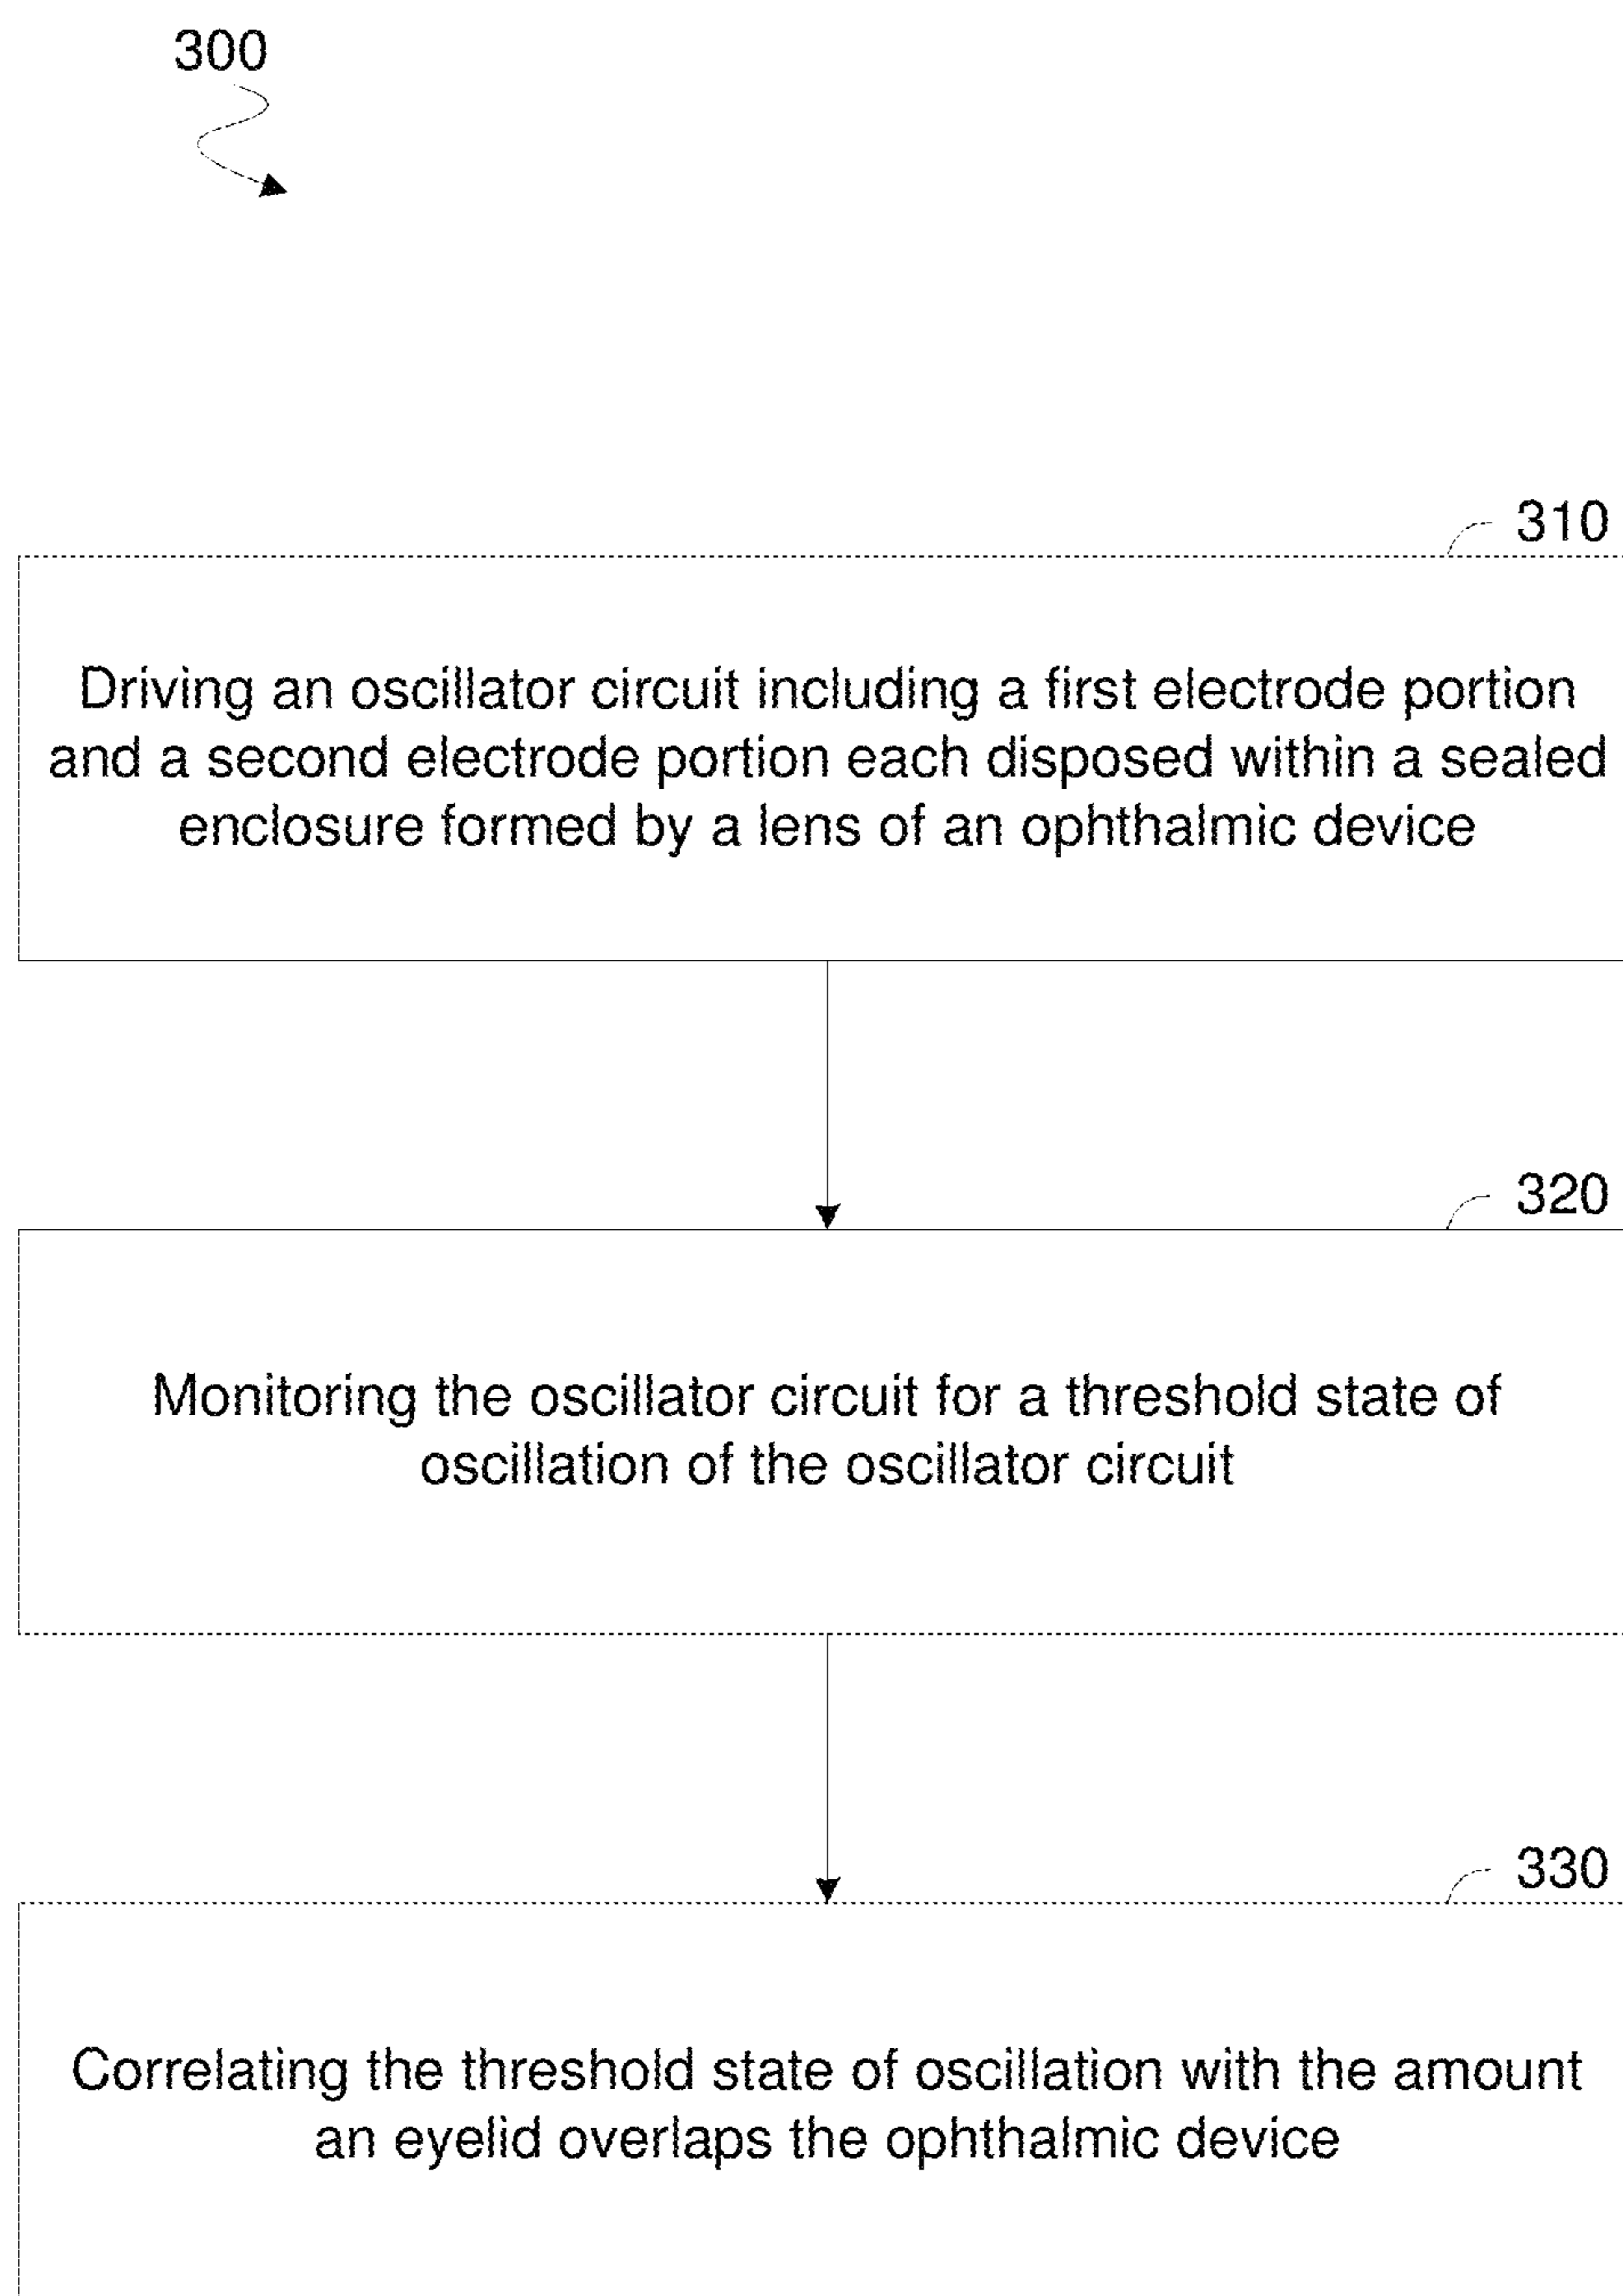 300
310
Driving an oscillator circuit including a first electrode portion
and a second electrode portion each disposed within a sealed
enclosure formed by a lens of an ophthalmic device
320
Monitoring the oscillator circuit for a threshold state of
oscillation of the oscillator circuit
330
Correlating the threshold state of oscillation with the amount
an eyelid overlaps the ophthalmic device